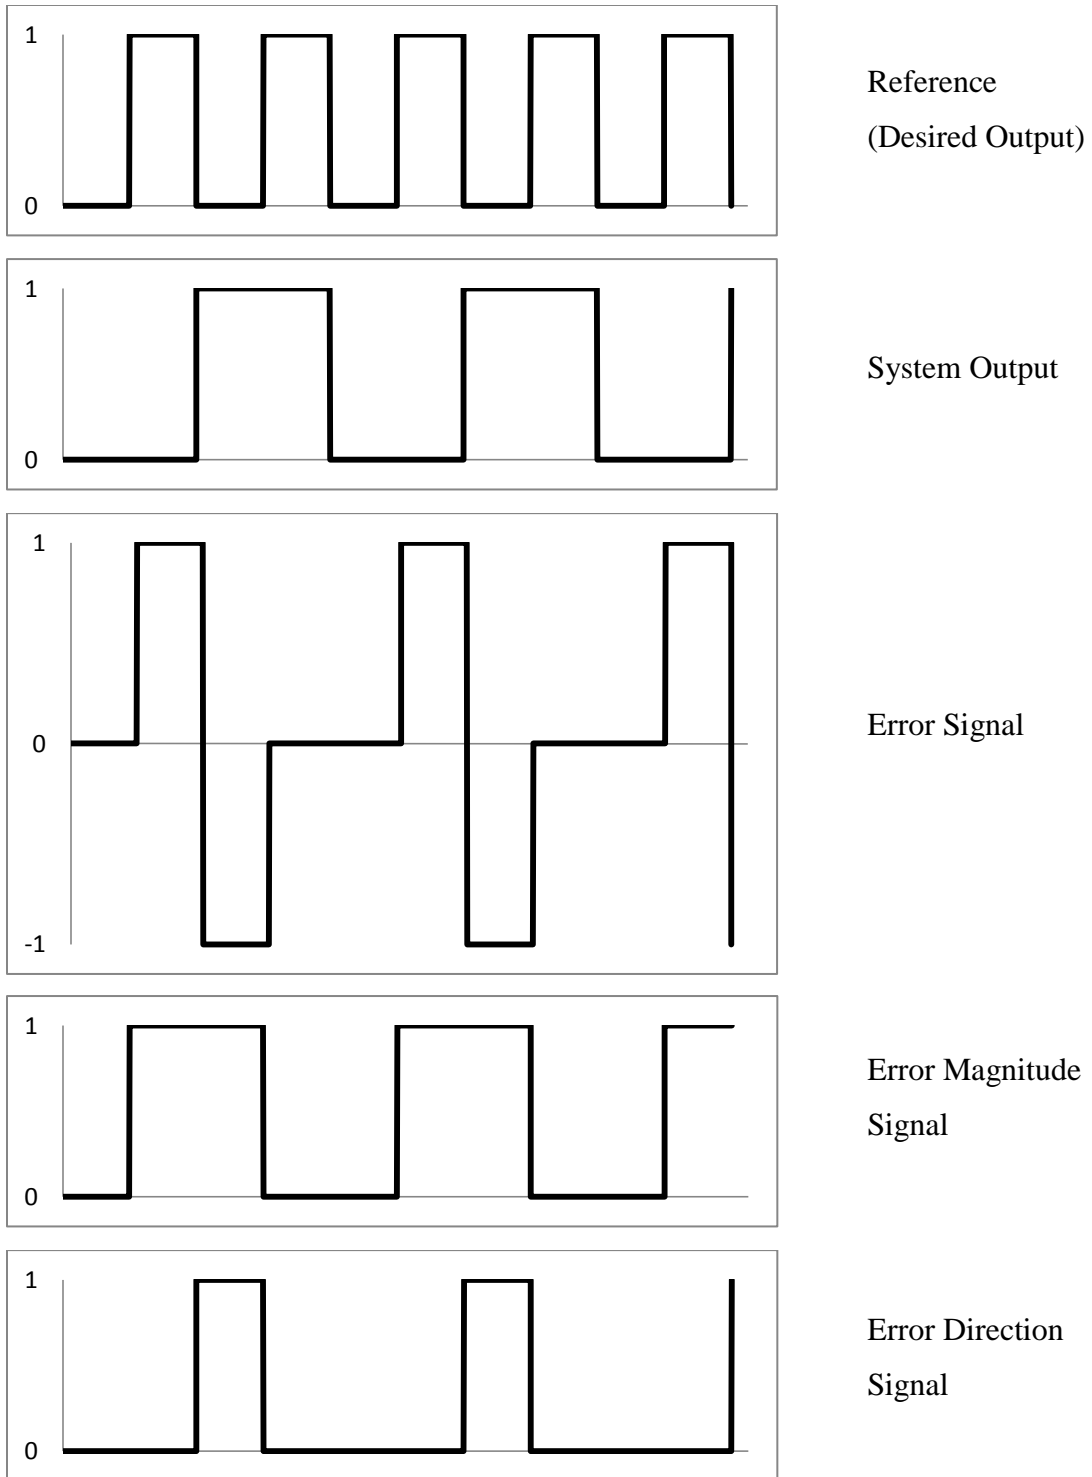 1
Reference
(Desired Output)
0
1
System Output
0
1
Error Signal
0
-1
1
Error Magnitude
Signal
0
1
Error Direction
Signal
0